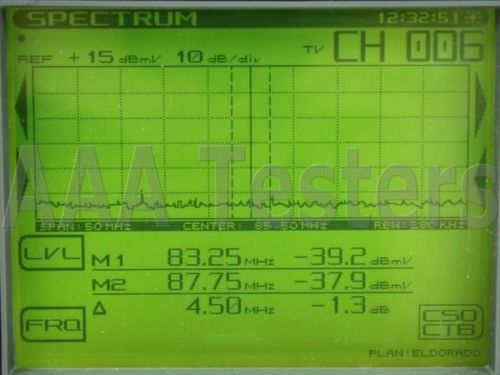 SPECTRUM 12:32:51
REF +15 dBmV 10 dB/div TV CH 006
AAA Testers
SPAN: 50 MHz CENTER: 85.50 MHz RBW: 280 KHz
LVL
M1 83.25 MHz -39.2 dBmV
M2 87.75 MHz -37.9 dBmV
Δ 4.50 MHz -1.3 dB
FRQ
CSO
CTB
PLAN: ELDORADO